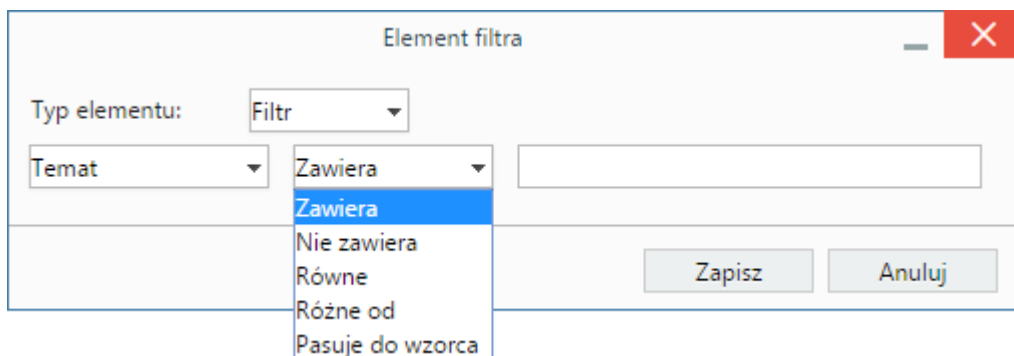 Element filtra
Typ elementu: Filtr
Temat Zawiera
Zawiera
Nie zawiera
Równe
Zapisz Anuluj
Różne od
Pasuje do wzorca